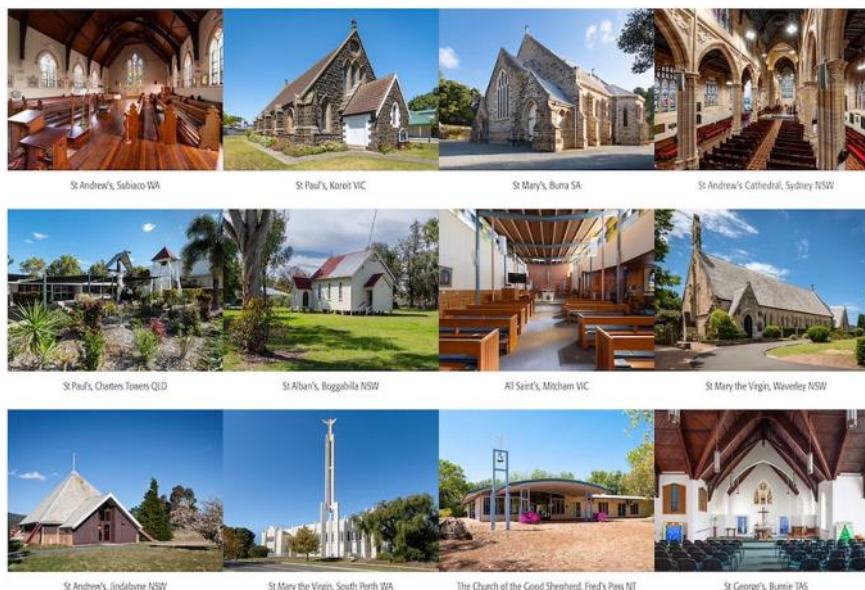 St Andrew's, Subiaco WA
St Paul's, Koroit VIC
St Mary's, Burra SA
St Andrew's Cathedral, Sydney NSW
St Paul's, Charters Towers QLD
St Alban's, Boggabilla NSW
All Saint's, Mitcham VIC
St Mary the Virgin, Waverley NSW
St Andrew's, Jindabyne NSW
St Mary the Virgin, South Perth WA
The Church of the Good Shepherd, Fred's Pass NT
St George's, Burnie TAS